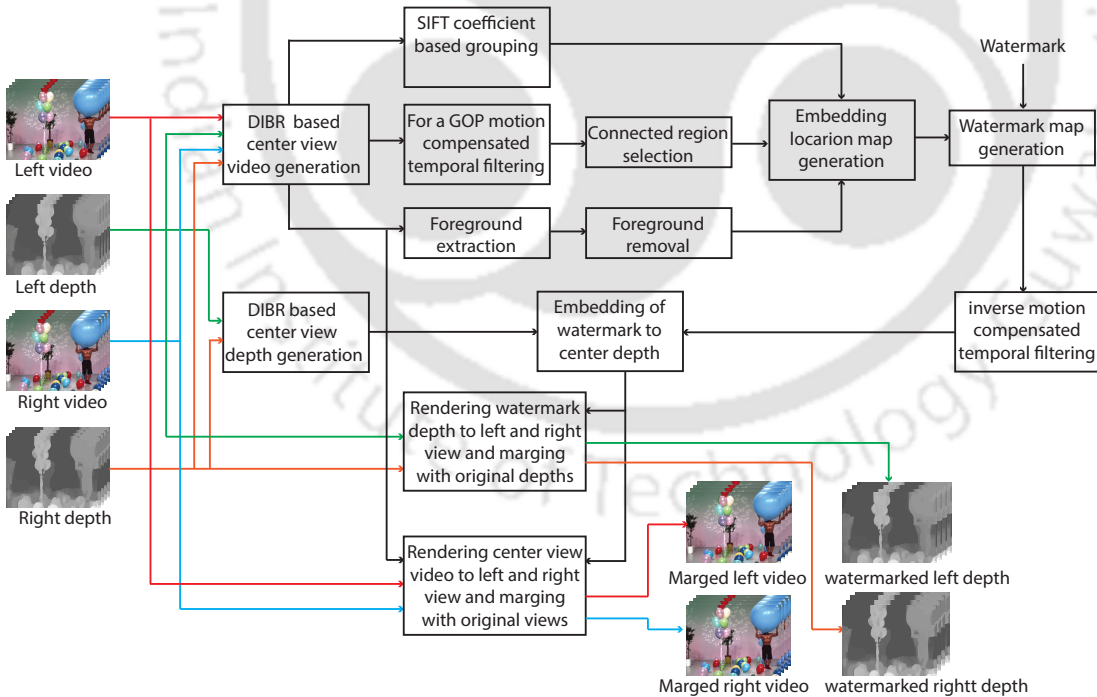 SIFT coefficient
based grouping
Watermark
Left video
DIBR based
center view
video generation
For a GOP motion
compensated
temporal filtering
Connected region
selection
Embedding
locarion map
generation
Watermark map
generation
Foreground
extraction
Foreground
removal
Left depth
DIBR based
center view
depth generation
Embedding of
watermark to
center depth
inverse motion
compensated
temporal filtering
Right video
Rendering watermark
depth to left and right
view and marging
with original depths
Right depth
Rendering center view
video to left and right
view and marging
with original views
Marged left video
watermarked left depth
Marged right video
watermarked rightt depth
Indian Institute of Technology Guw